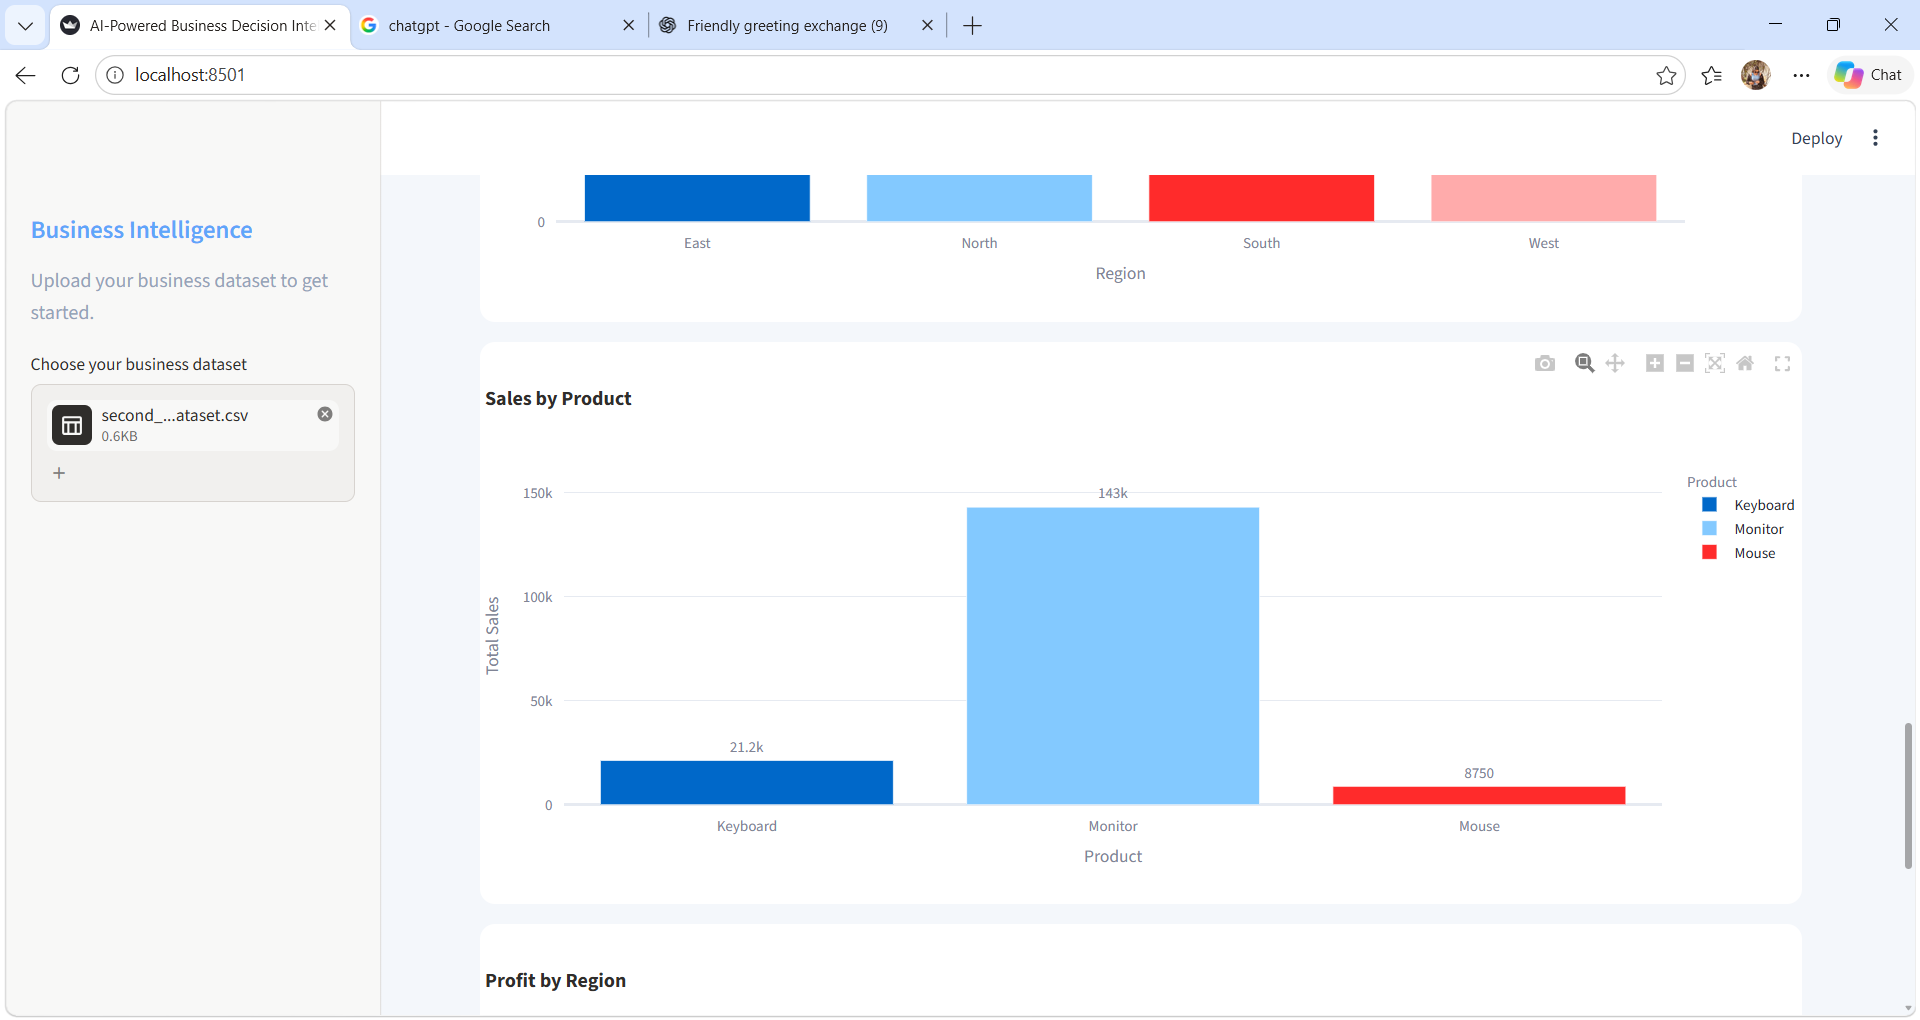 AI-Powered Business Decision Inte
chatgpt - Google Search
Friendly greeting exchange (9)
localhost:8501
Chat
Deploy
Business Intelligence
Upload your business dataset to get
started.
Choose your business dataset
second_...ataset.csv
0.6KB
0
East
North
South
West
Region
Sales by Product
150k
100k
50k
0
Total Sales
143k
21.2k
8750
Keyboard
Monitor
Mouse
Product
Product
Keyboard
Monitor
Mouse
Profit by Region